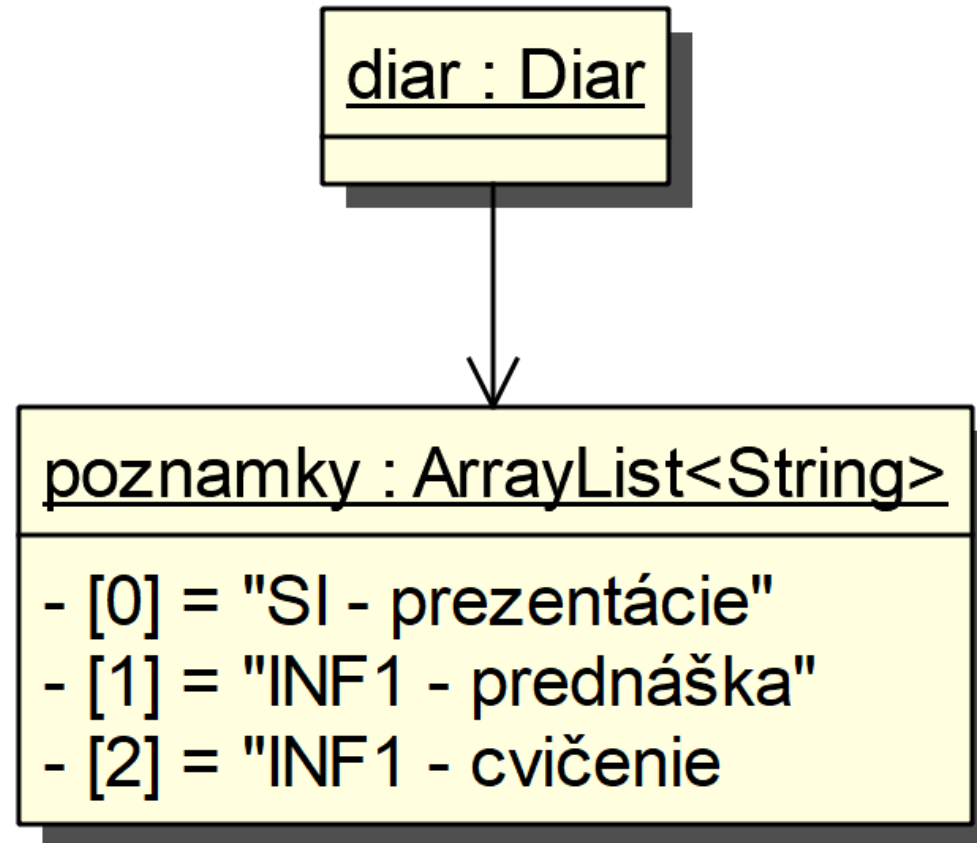 diar : Diar
poznamky : ArrayList<String>
- [0] = "SI - prezentácie"
- [1] = "INF1 - prednáška"
- [2] = "INF1 - cvičenie